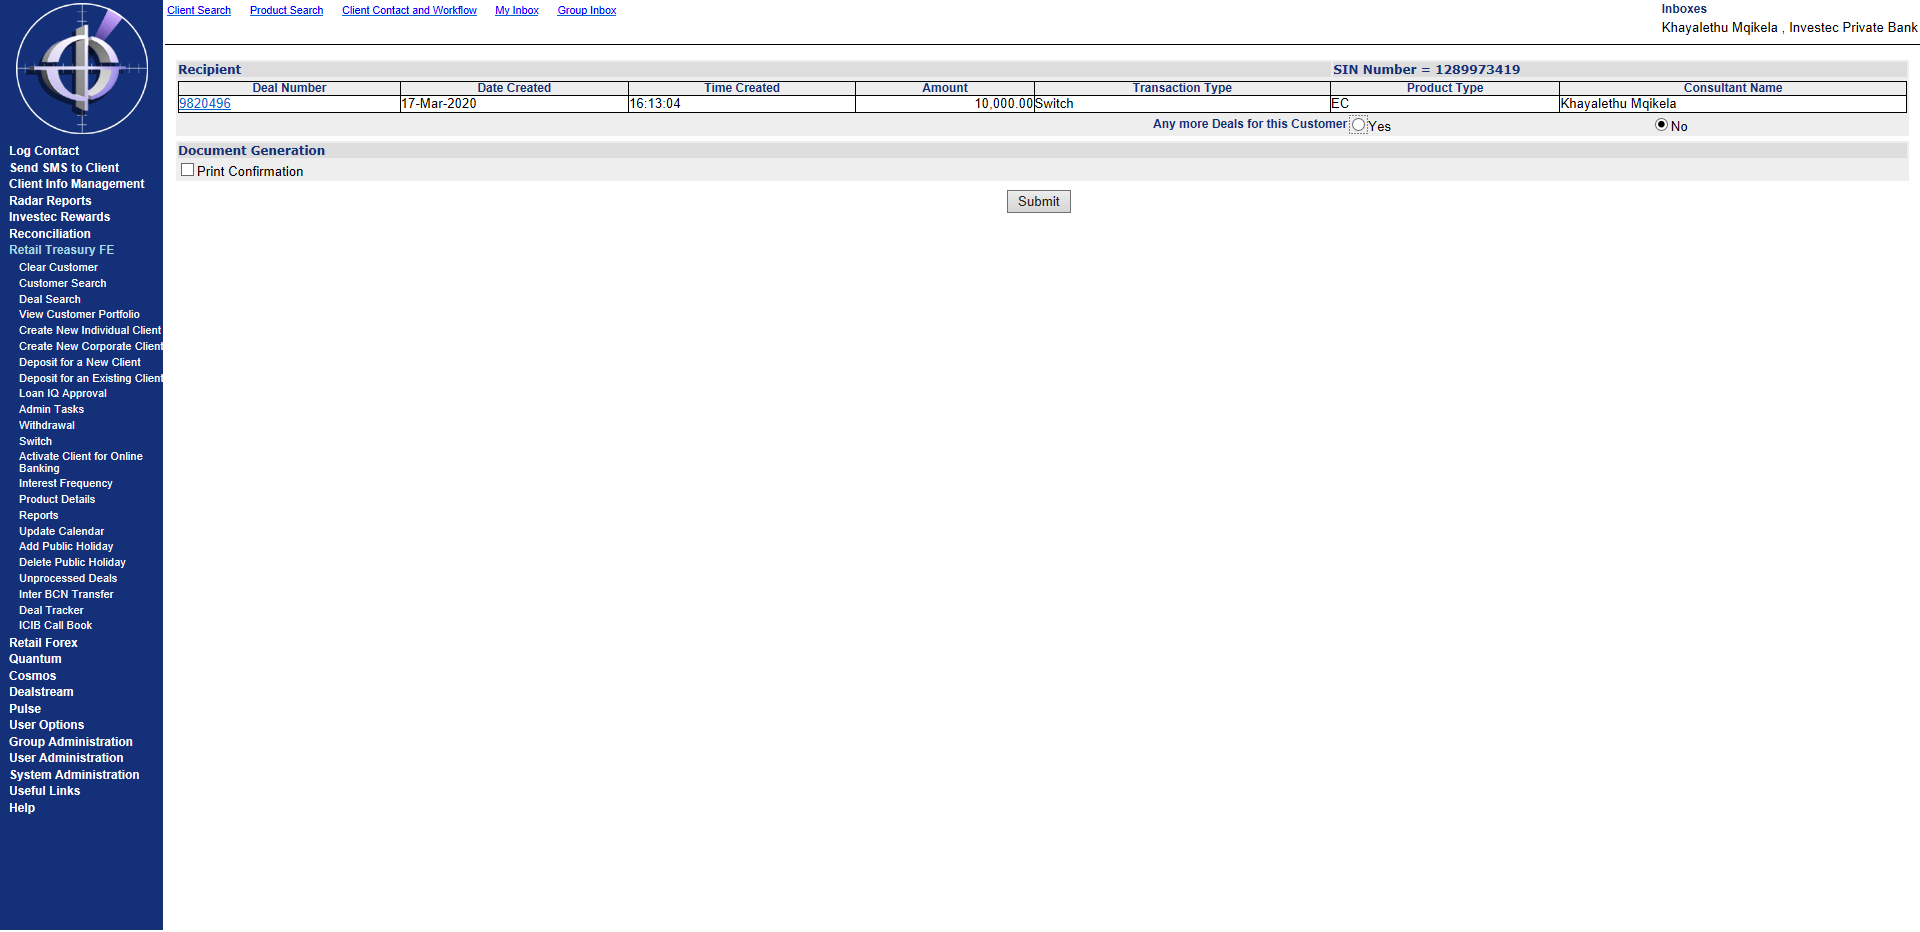 Client Search Product Search Client Contact and Workflow My Inbox Group Inbox
Inboxes
Khayalethu Mqikela , Investec Private Bank
Log Contact
Send SMS to Client
Client Info Management
Radar Reports
Investec Rewards
Reconciliation
Retail Treasury FE
Clear Customer
Customer Search
Deal Search
View Customer Portfolio
Create New Individual Client
Create New Corporate Client
Deposit for a New Client
Deposit for an Existing Client
Loan IQ Approval
Admin Tasks
Withdrawal
Switch
Activate Client for Online
Banking
Interest Frequency
Product Details
Reports
Update Calendar
Add Public Holiday
Delete Public Holiday
Unprocessed Deals
Inter BCN Transfer
Deal Tracker
ICIB Call Book
Retail Forex
Quantum
Cosmos
Dealstream
Pulse
User Options
Group Administration
User Administration
System Administration
Useful Links
Help
Recipient SIN Number = 1289973419
Deal Number Date Created Time Created Amount Transaction Type Product Type Consultant Name
9820496 17-Mar-2020 16:13:04 10,000.00 Switch EC Khayalethu Mqikela
Any more Deals for this Customer Yes No
Document Generation
Print Confirmation
Submit